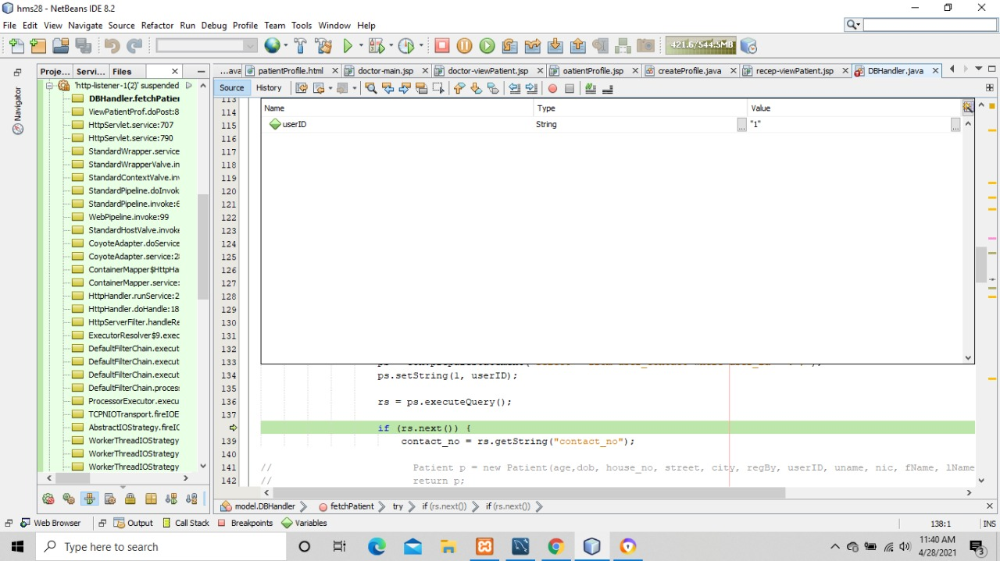 hms28 - NetBeans IDE 8.2
File Edit View Navigate Source Refactor Run Debug Profile Team Tools Window Help
421.6/544.5MB
Proje... Servi... Files
...ava patientProfile.html doctor-main.jsp doctor-viewPatient.jsp oatientProfile.jsp createProfile.java recep-viewPatient.jsp DBHandler.java
Navigator
'http-listener-1(2)' suspended
DBHandler.fetchPatier
ViewPatientProf.doPost:8
HttpServlet.service:707
HttpServlet.service:790
StandardWrapper.service
StandardWrapperValve.in
StandardContextValve.inv
StandardPipeline.doInvok
StandardPipeline.invoke:6
WebPipeline.invoke:99
StandardHostValve.invoke
CoyoteAdapter.doService
CoyoteAdapter.service:28
ContainerMapper$HttpHa
ContainerMapper.service:
HttpHandler.runService:2
HttpHandler.doHandle:18
HttpServerFilter.handleRe
ExecutorResolver$9.exec
DefaultFilterChain.execut
DefaultFilterChain.execut
DefaultFilterChain.execut
DefaultFilterChain.proces
ProcessorExecutor.execu
TCPNIOTransport.fireIOE
AbstractIOStrategy.fireIC
WorkerThreadIOStrategy
WorkerThreadIOStrategy
WorkerThreadIOStrategy
Source History
Name Type Value
userID String ... "1" ...
113
114
115
116
117
118
119
120
121
122
123
124
125
126
127
128
129
130
131
132
133
134 ps.setString(1, userID);
135
136 rs = ps.executeQuery();
137
if (rs.next()) {
139 contact_no = rs.getString("contact_no");
140
141 // Patient p = new Patient(age,dob, house_no, street, city, regBy, userID, uname, nic, fName, lName
142 // return p;
model.DBHandler fetchPatient try if (rs.next()) if (rs.next())
Web Browser Output Call Stack Breakpoints Variables
138:1 INS
Type here to search
11:40 AM
4/28/2021
3